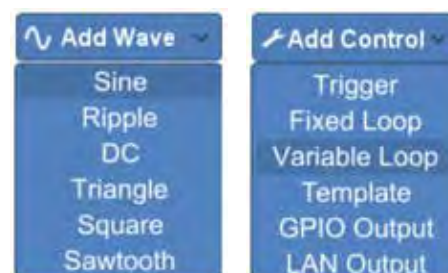 Add Wave
Sine
Ripple
DC
Triangle
Square
Sawtooth
Add Control
Trigger
Fixed Loop
Variable Loop
Template
GPIO Output
LAN Output